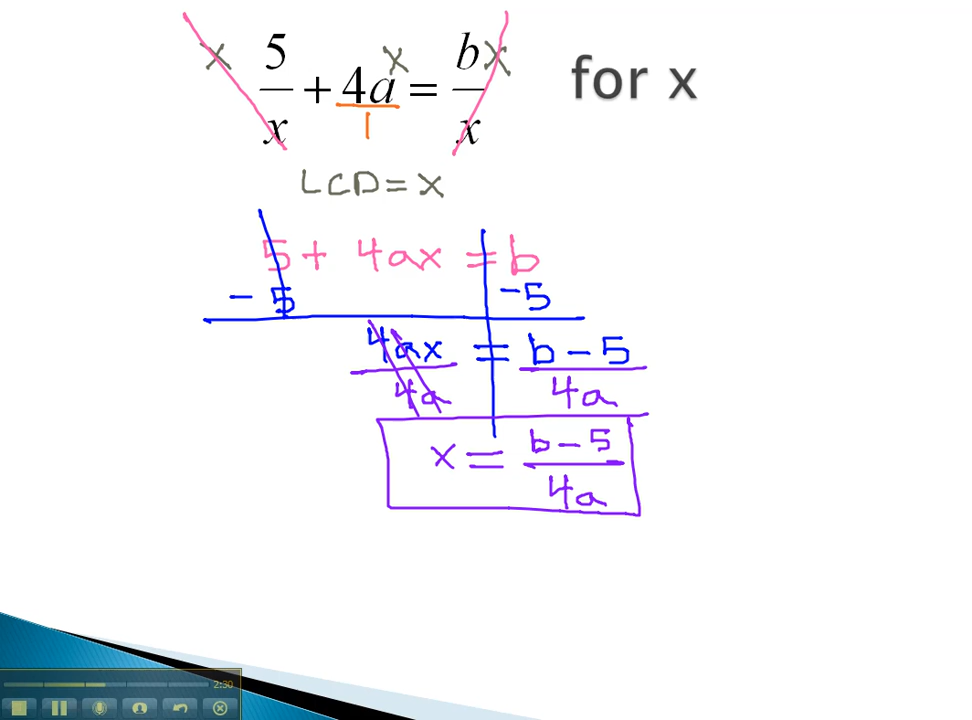 x 5/x + 4a/1 x = b/x x for x
LCD = x
5 + 4ax = b
- 5 -5
4ax/4a = b - 5/4a
x = b - 5/4a
2:30